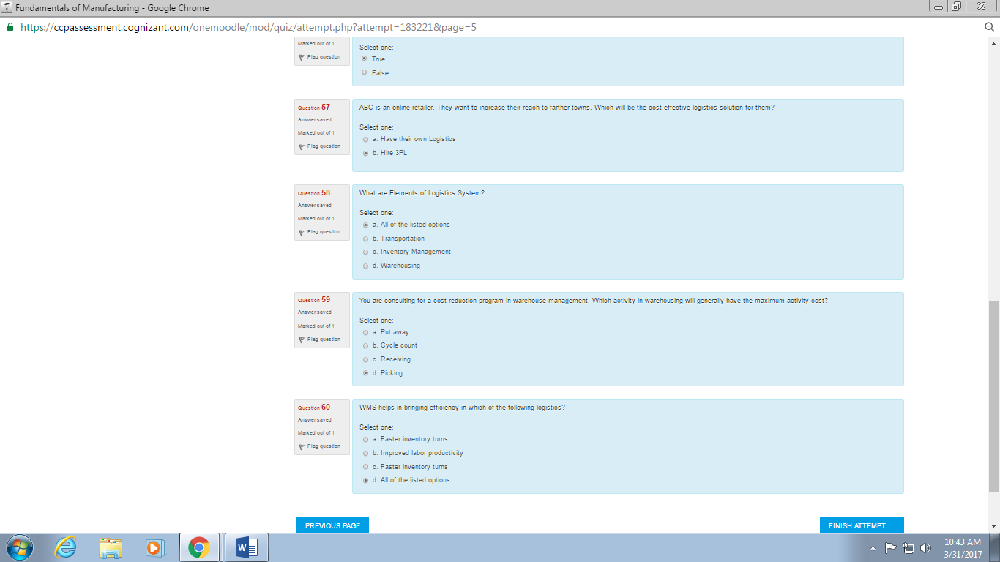 Fundamentals of Manufacturing - Google Chrome
https://ccpassessment.cognizant.com/onemoodle/mod/quiz/attempt.php?attempt=183221&page=5
Marked out of 1
Flag question
Select one:
True
False
Question 57
Answer saved
Marked out of 1
Flag question
ABC is an online retailer. They want to increase their reach to farther towns. Which will be the cost effective logistics solution for them?
Select one:
a. Have their own Logistics
b. Hire 3PL
Question 58
Answer saved
Marked out of 1
Flag question
What are Elements of Logistics System?
Select one:
a. All of the listed options
b. Transportation
c. Inventory Management
d. Warehousing
Question 59
Answer saved
Marked out of 1
Flag question
You are consulting for a cost reduction program in warehouse management. Which activity in warehousing will generally have the maximum activity cost?
Select one:
a. Put away
b. Cycle count
c. Receiving
d. Picking
Question 60
Answer saved
Marked out of 1
Flag question
WMS helps in bringing efficiency in which of the following logistics?
Select one:
a. Faster inventory turns
b. Improved labor productivity
c. Faster inventory turns
d. All of the listed options
PREVIOUS PAGE
FINISH ATTEMPT ...
W
10:43 AM
3/31/2017